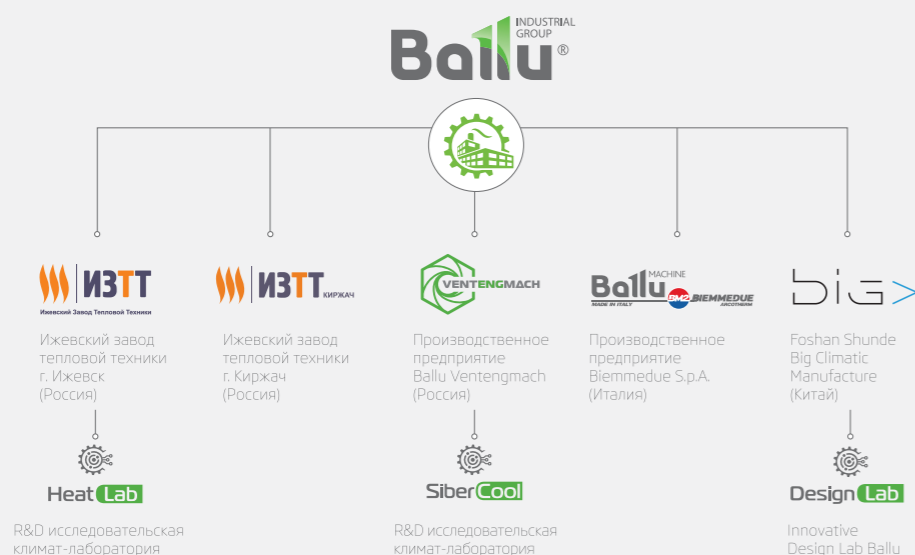 INDUSTRIAL
GROUP
Ballu®
ИЗТТ
Ижевский Завод Тепловой Техники
Ижевский завод
тепловой техники
г. Ижевск
(Россия)
ИЗТТ КИРЖАЧ
Ижевский завод
тепловой техники
г. Киржач
(Россия)
VENTENGMACH
Производственное
предприятие
Ballu Ventengmach
(Россия)
Ballu MACHINE
MADE IN ITALY
BM2 BIEMMEDUE
ARCOTHERM
Производственное
предприятие
Biemmedue S.p.A.
(Италия)
big
Foshan Shunde
Big Climatic
Manufacture
(Китай)
Heat Lab
R&D исследовательская
климат-лаборатория
SiberCool
R&D исследовательская
климат-лаборатория
Design Lab
Innovative
Design Lab Ballu